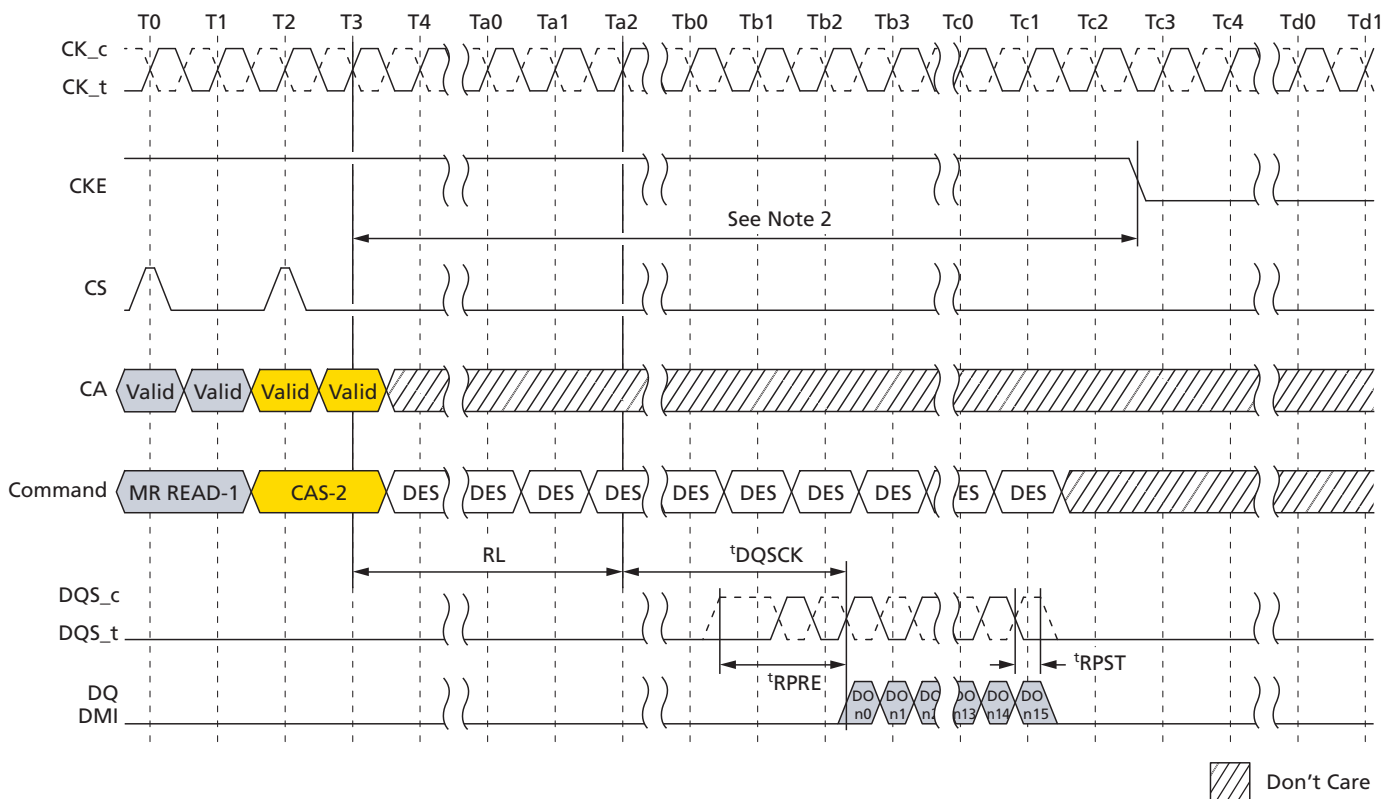 T0 T1 T2 T3 T4 Ta0 Ta1 Ta2 Tb0 Tb1 Tb2 Tb3 Tc0 Tc1 Tc2 Tc3 Tc4 Td0 Td1
CK_c
CK_t
CKE
See Note 2
CS
CA Valid Valid Valid Valid
Command MR READ-1 CAS-2 DES DES DES DES DES DES DES DES ES DES
RL tDQSCK
DQS_c
DQS_t
tRPRE tRPST
DQ DO DO DO DO DO DO
DMI n0 n1 n2 n13 n14 n15
Don't Care